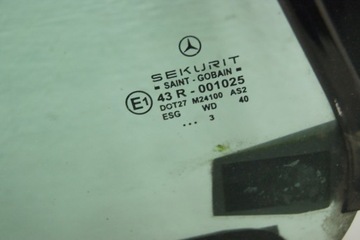 SEKURIT
SAINT - GOBAIN
E1 43 R - 001025
DOT27 M24100 AS2
ESG WD 40
... 3